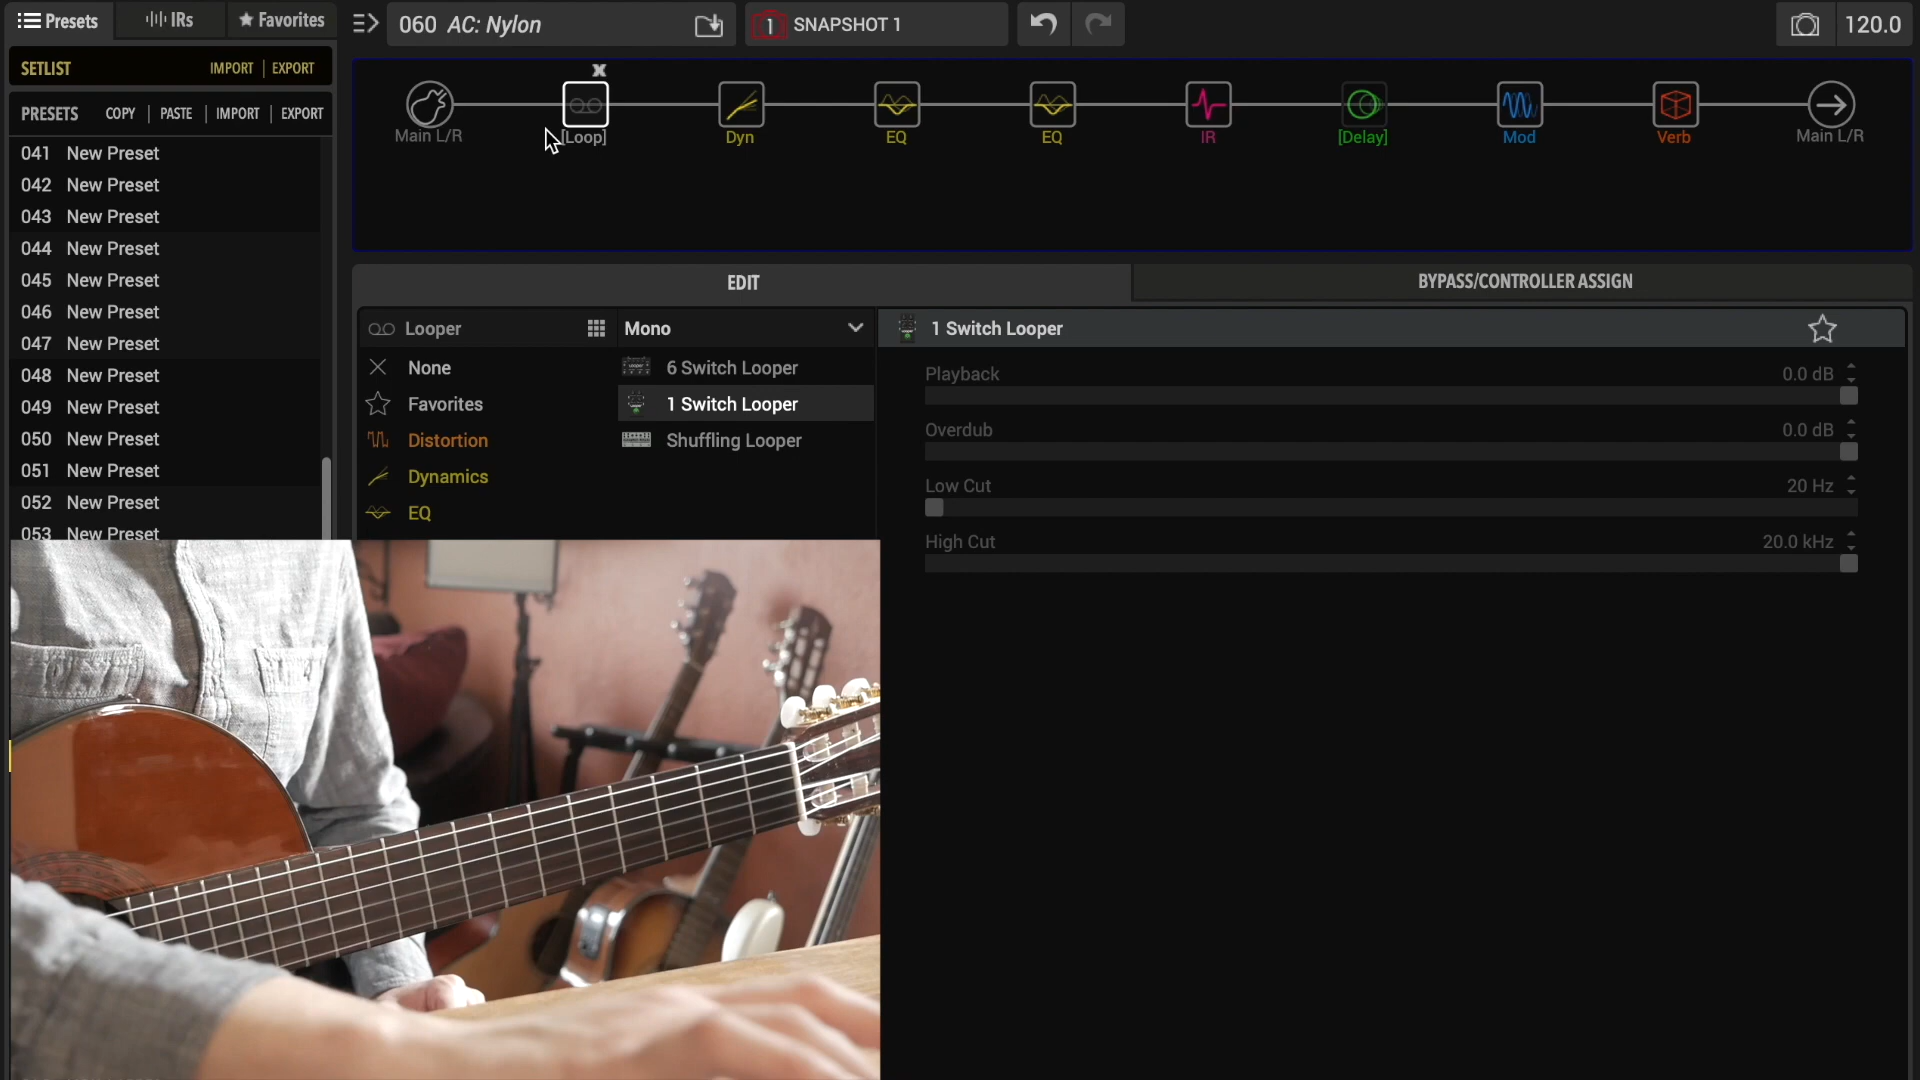 Presets
IRs
Favorites
060 AC: Nylon
1 SNAPSHOT 1
120.0
SETLIST IMPORT EXPORT
PRESETS COPY PASTE IMPORT EXPORT
041 New Preset
042 New Preset
043 New Preset
044 New Preset
045 New Preset
046 New Preset
047 New Preset
048 New Preset
049 New Preset
050 New Preset
051 New Preset
052 New Preset
053 New Preset
X
Main L/R
[Loop]
Dyn
EQ
EQ
IR
[Delay]
Mod
Verb
Main L/R
EDIT
BYPASS/CONTROLLER ASSIGN
Looper
None
Favorites
Distortion
Dynamics
EQ
Mono
6 Switch Looper
1 Switch Looper
Shuffling Looper
1 Switch Looper
Playback 0.0 dB
Overdub 0.0 dB
Low Cut 20 Hz
High Cut 20.0 kHz